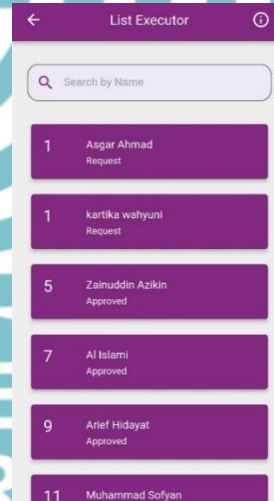 List Executor
Search by Name
1 Asgar Ahmad
Request
1 kartika wahyuni
Request
5 Zainuddin Azikin
Approved
7 Al Islami
Approved
9 Arief Hidayat
Approved
11 Muhammad Sofyan